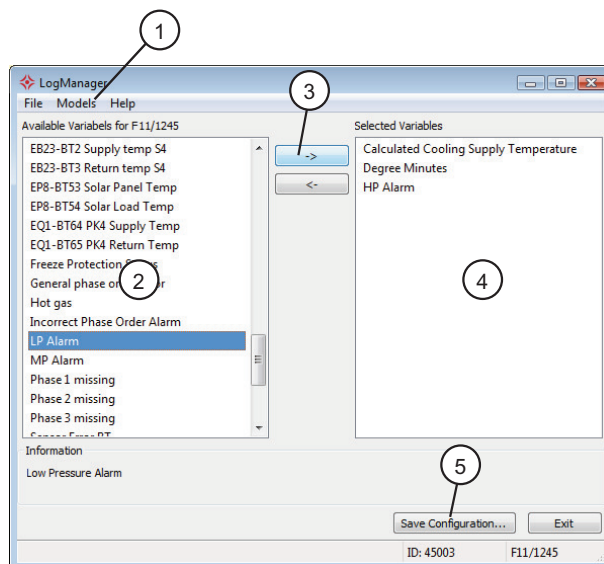 1
LogManager
3
File Models Help
Available Variabels for F11/1245
Selected Variables
EB23-BT2 Supply temp S4
EB23-BT3 Return temp S4
EP8-BT53 Solar Panel Temp
EP8-BT54 Solar Load Temp
EQ1-BT64 PK4 Supply Temp
EQ1-BT65 PK4 Return Temp
Freeze Protection
General phase
Hot gas
Incorrect Phase Order Alarm
LP Alarm
MP Alarm
Phase 1 missing
Phase 2 missing
Phase 3 missing
2
->
<-
Calculated Cooling Supply Temperature
Degree Minutes
HP Alarm
4
Information
Low Pressure Alarm
5
Save Configuration... Exit
ID: 45003 F11/1245